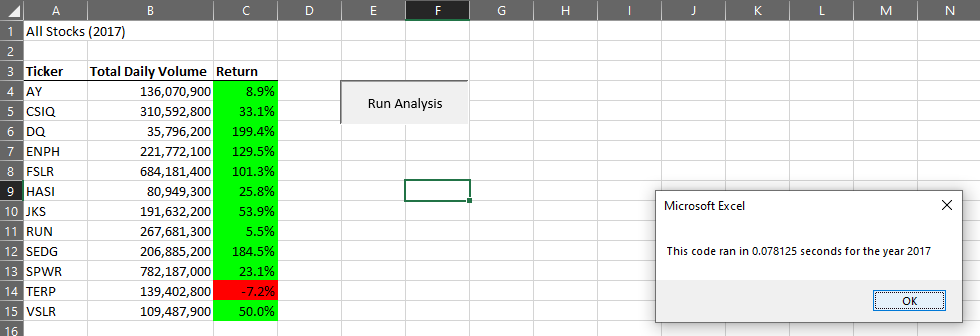 A B C D E F G H I J K L M N
1 All Stocks (2017)
2
3 Ticker Total Daily Volume Return
4 AY 136,070,900 8.9%
Run Analysis
5 CSIQ 310,592,800 33.1%
6 DQ 35,796,200 199.4%
7 ENPH 221,772,100 129.5%
8 FSLR 684,181,400 101.3%
9 HASI 80,949,300 25.8%
10 JKS 191,632,200 53.9%
11 RUN 267,681,300 5.5%
12 SEDG 206,885,200 184.5%
13 SPWR 782,187,000 23.1%
14 TERP 139,402,800 -7.2%
15 VSLR 109,487,900 50.0%
16
Microsoft Excel
This code ran in 0.078125 seconds for the year 2017
OK